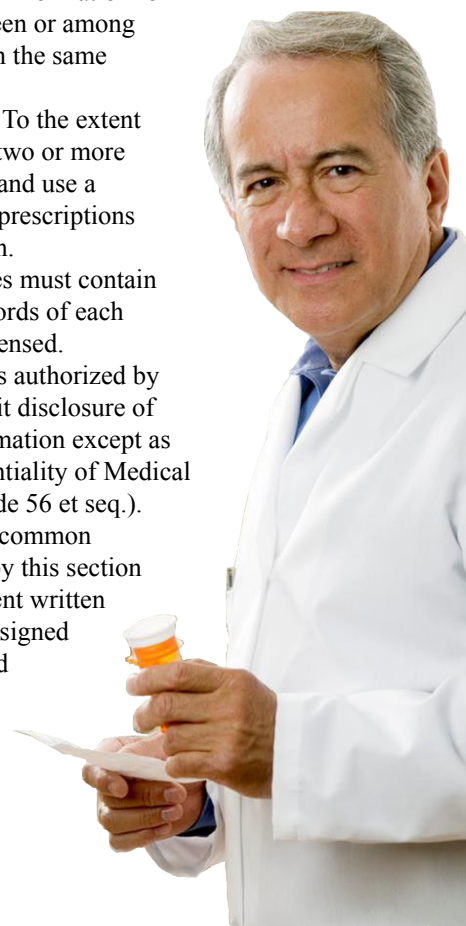 een or among
n the same
To the extent
two or more
and use a
prescriptions
n.
es must contain
ords of each
ensed.
s authorized by
it disclosure of
mation except as
ntiality of Medical
de 56 et seq.).
common
by this section
ent written
signed
d